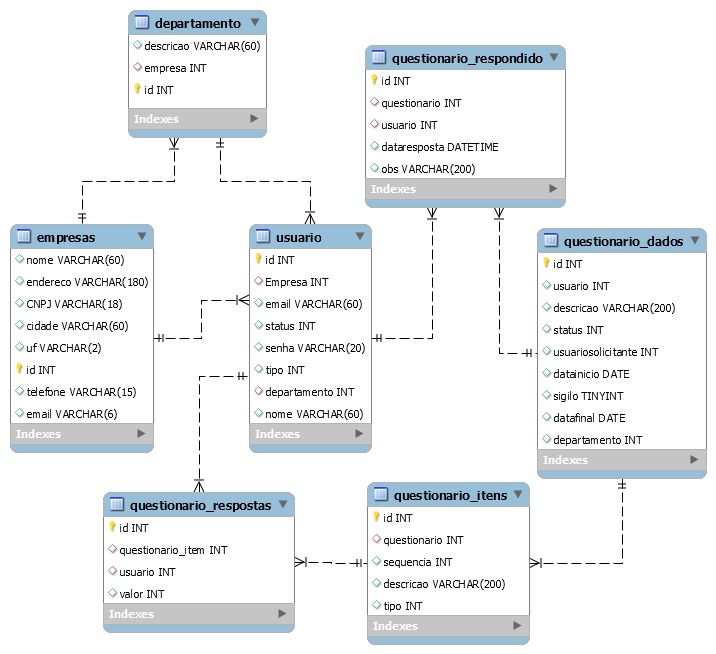 departamento
descricao VARCHAR(60)
empresa INT
id INT
Indexes
questionario_respondido
id INT
questionario INT
usuario INT
dataresposta DATETIME
obs VARCHAR(200)
Indexes
empresas
nome VARCHAR(60)
endereco VARCHAR(180)
CNPJ VARCHAR(18)
cidade VARCHAR(60)
uf VARCHAR(2)
id INT
telefone VARCHAR(15)
email VARCHAR(6)
Indexes
usuario
id INT
Empresa INT
email VARCHAR(60)
status INT
senha VARCHAR(20)
tipo INT
departamento INT
nome VARCHAR(60)
Indexes
questionario_dados
id INT
usuario INT
descricao VARCHAR(200)
status INT
usuariosolicitante INT
datainicio DATE
sigilo TINYINT
datafinal DATE
departamento INT
Indexes
questionario_respostas
id INT
questionario_item INT
usuario INT
valor INT
Indexes
questionario_itens
id INT
questionario INT
sequencia INT
descricao VARCHAR(200)
tipo INT
Indexes